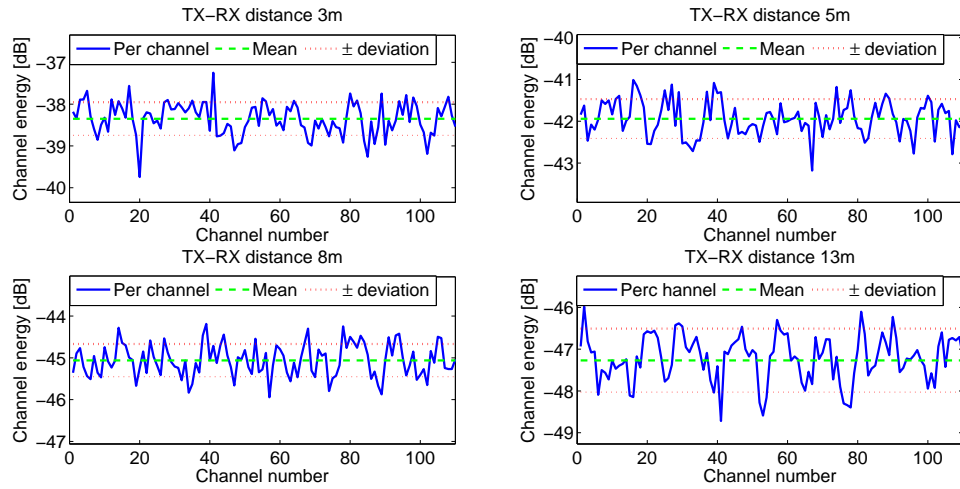 TX−RX distance 3m
Per channel Mean ± deviation
Channel energy [dB]
−37
−38
−39
−40
0 20 40 60 80 100
Channel number
TX−RX distance 5m
Per channel Mean ± deviation
Channel energy [dB]
−40
−41
−42
−43
0 20 40 60 80 100
Channel number
TX−RX distance 8m
Per channel Mean ± deviation
Channel energy [dB]
−44
−45
−46
−47
0 20 40 60 80 100
Channel number
TX−RX distance 13m
Perc hannel Mean ± deviation
Channel energy [dB]
−46
−47
−48
−49
0 20 40 60 80 100
Channel number